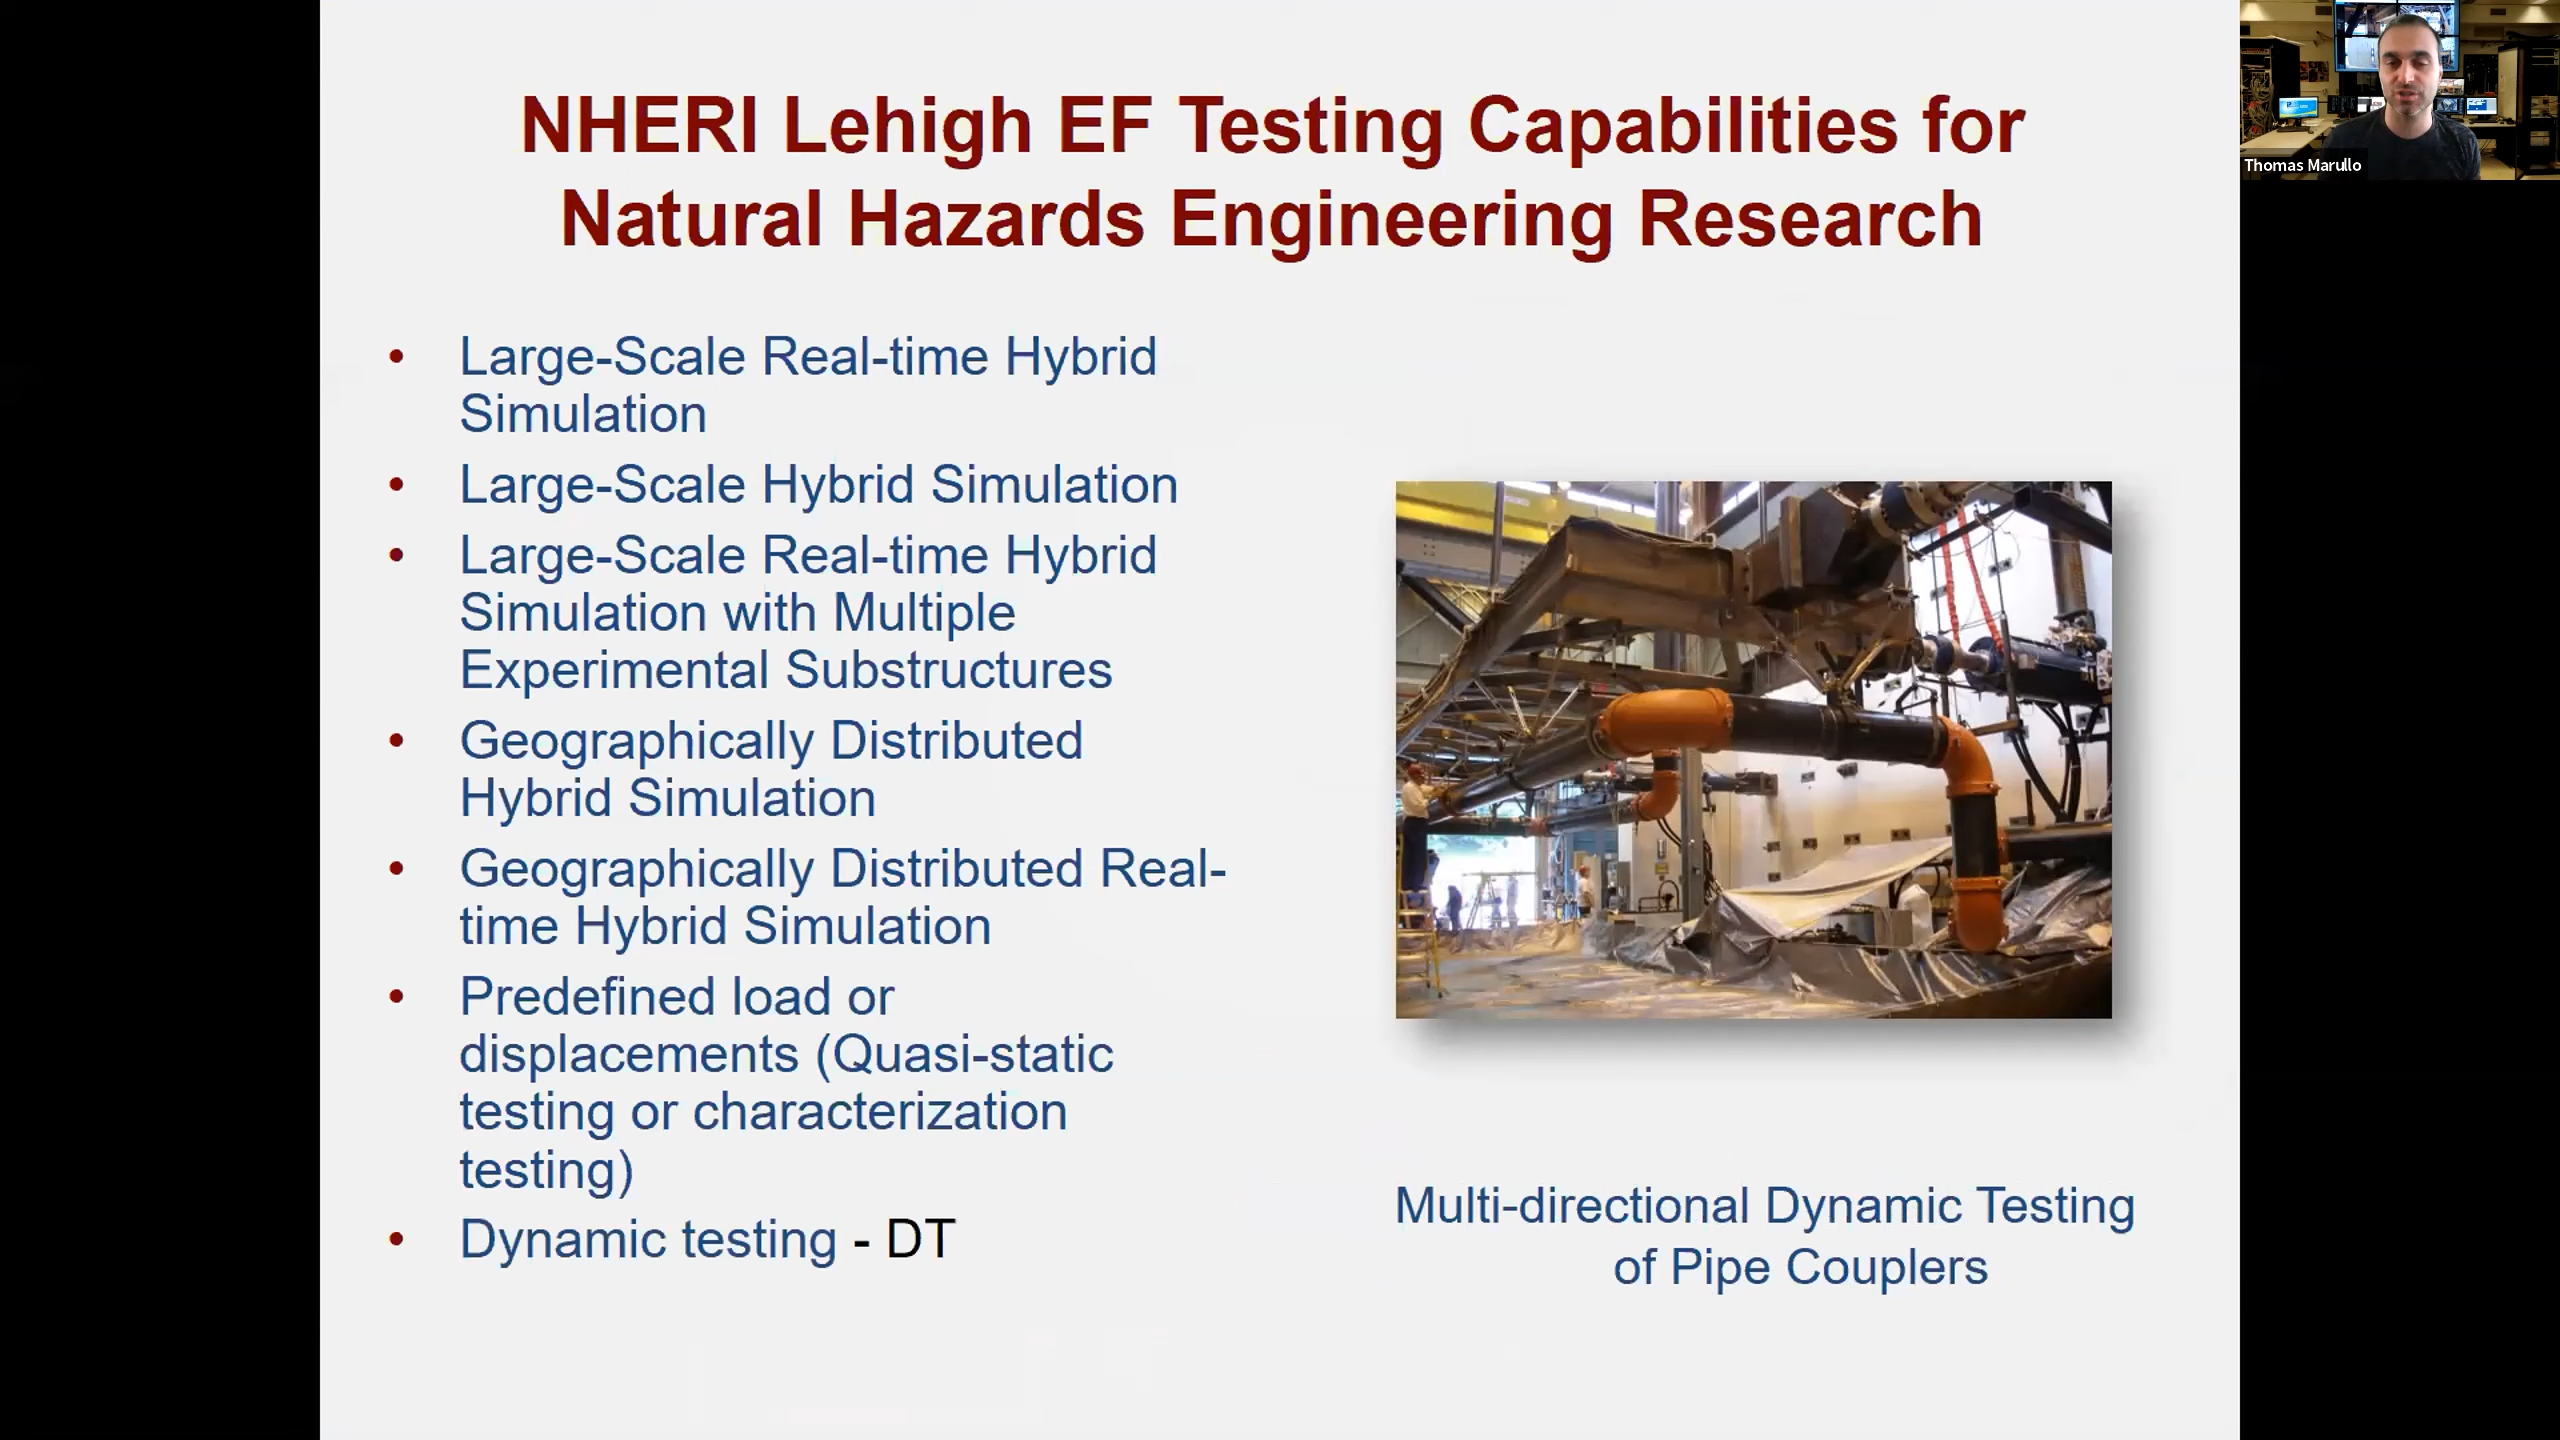 NHERI Lehigh EF Testing Capabilities for
Natural Hazards Engineering Research
• Large-Scale Real-time Hybrid
Simulation
• Large-Scale Hybrid Simulation
• Large-Scale Real-time Hybrid
Simulation with Multiple
Experimental Substructures
• Geographically Distributed
Hybrid Simulation
• Geographically Distributed Real-
time Hybrid Simulation
• Predefined load or
displacements (Quasi-static
testing or characterization
testing)
• Dynamic testing - DT
Multi-directional Dynamic Testing
of Pipe Couplers
Thomas Marullo